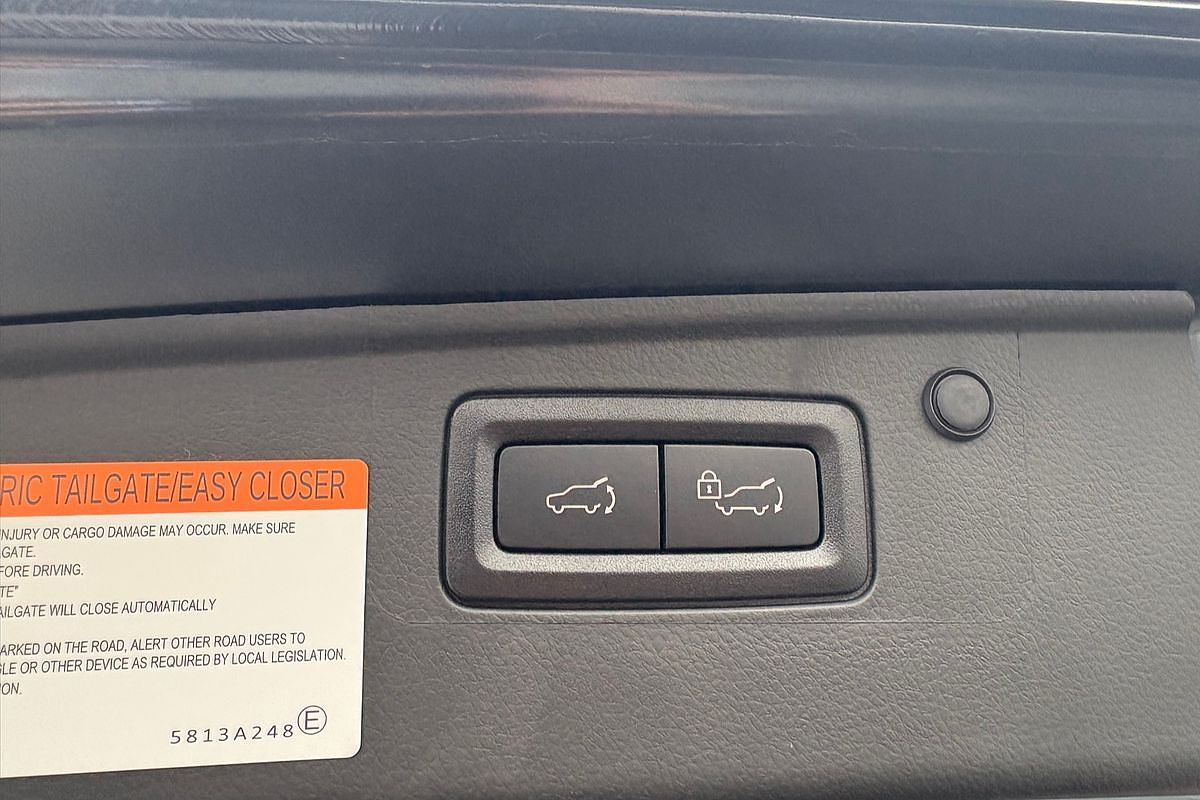 RIC TAILGATE/EASY CLOSER
INJURY OR CARGO DAMAGE MAY OCCUR. MAKE SURE
GATE.
FORE DRIVING.
TE"
AILGATE WILL CLOSE AUTOMATICALLY
ARKED ON THE ROAD, ALERT OTHER ROAD USERS TO
GLE OR OTHER DEVICE AS REQUIRED BY LOCAL LEGISLATION.
ION.
5813A248 E